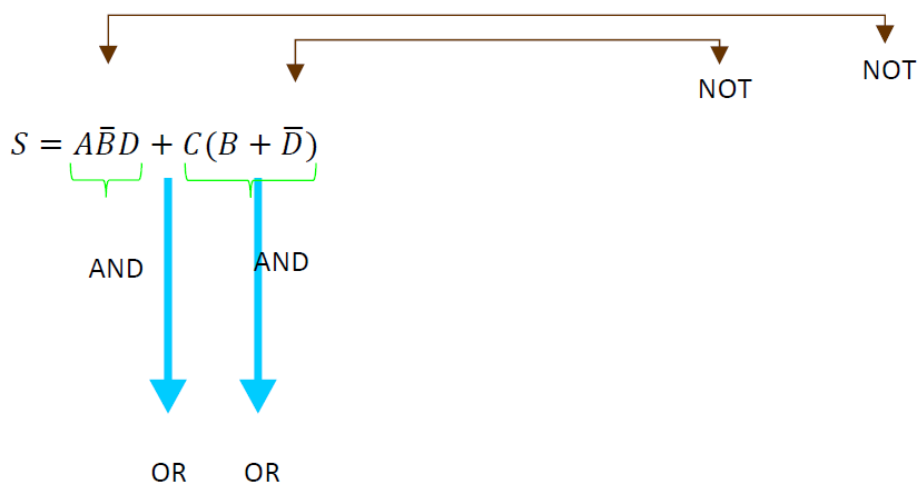 NOT
NOT
S = AB̅D + C(B + D̅)
AND
AND
OR
OR